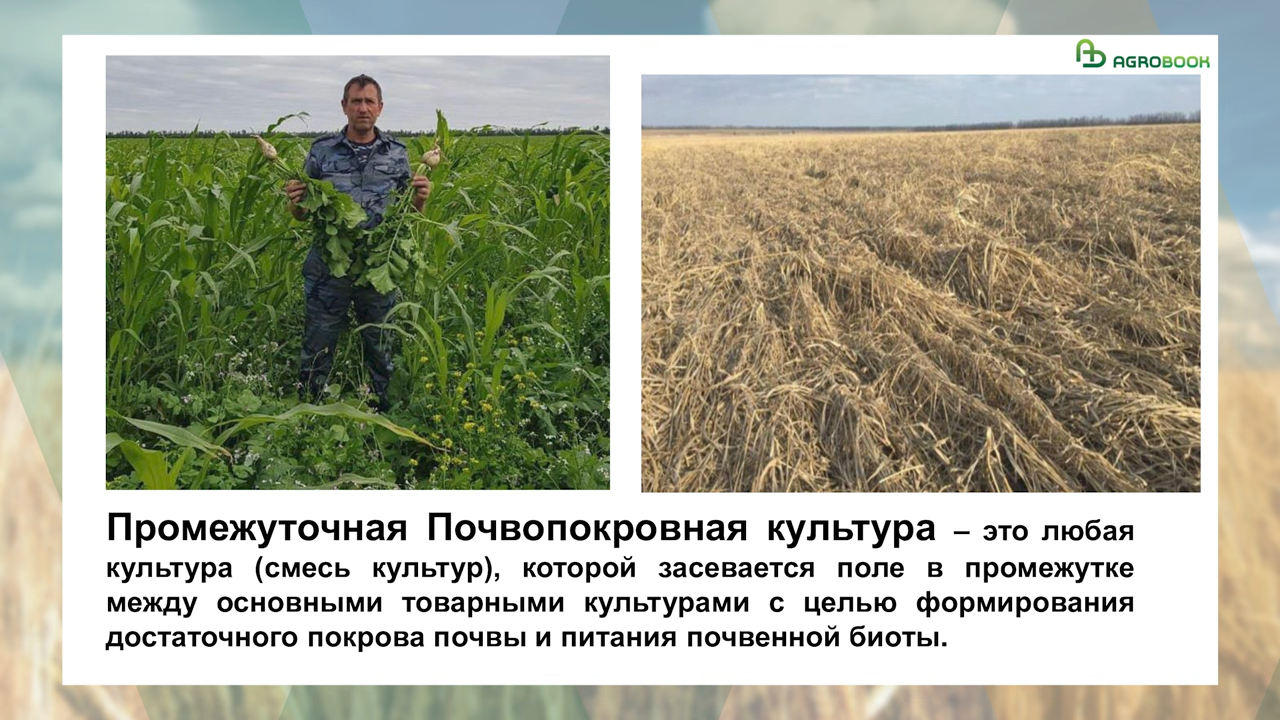 AGROBOOK
Промежуточная Почвопокровная культура – это любая
культура (смесь культур), которой засевается поле в промежутке
между основными товарными культурами с целью формирования
достаточного покрова почвы и питания почвенной биоты.